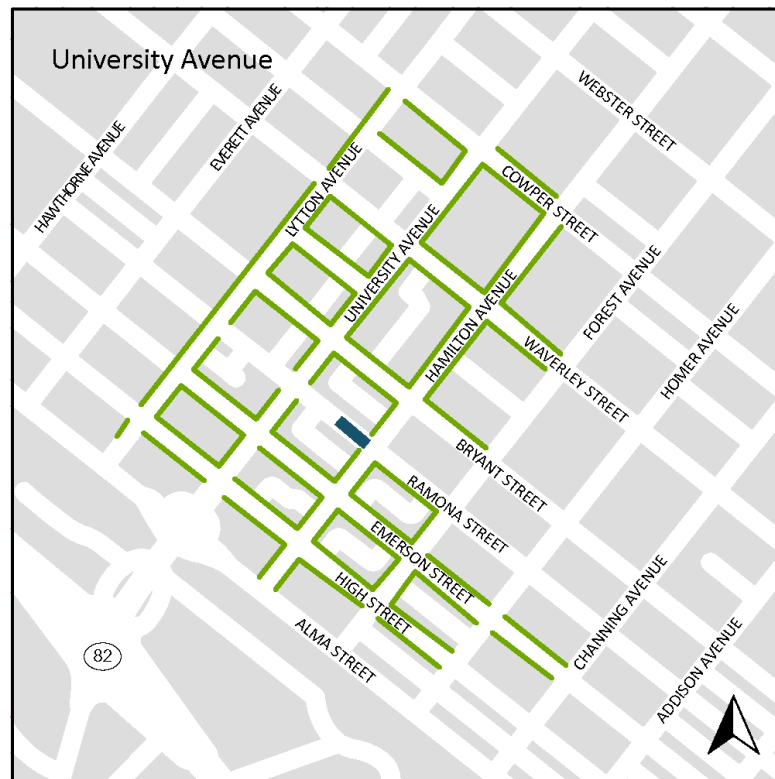 University Avenue
WEBSTER STREET
EVERETT AVENUE
HAWTHORNE AVENUE
LYTTON AVENUE
COWPER STREET
UNIVERSITY AVENUE
FOREST AVENUE
HAMILTON AVENUE
HOMER AVENUE
WAVERLEY STREET
BRYANT STREET
RAMONA STREET
EMERSON STREET
HIGH STREET
CHANNING AVENUE
ALMA STREET
ADDISON AVENUE
82